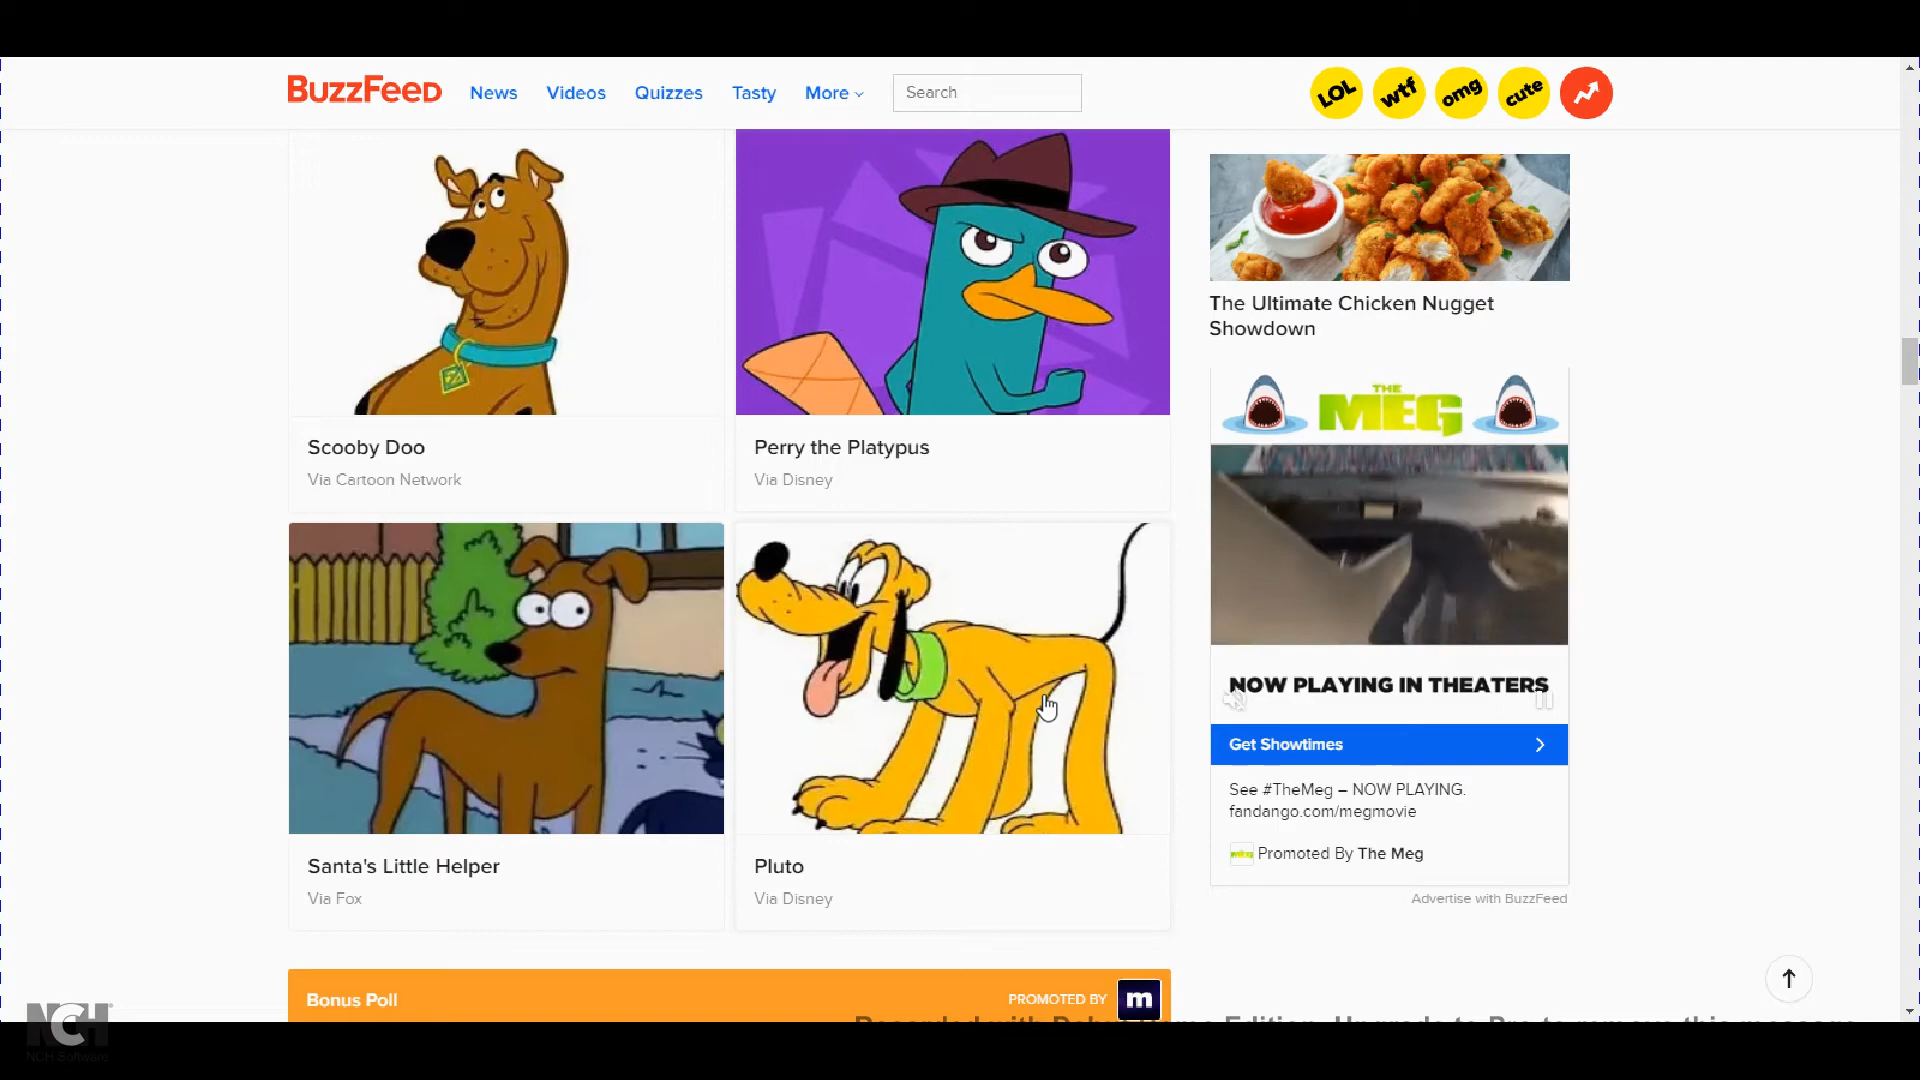 BuzzFeed News Videos Quizzes Tasty More Search LOL wtf omg cute
Scooby Doo
Via Cartoon Network
Perry the Platypus
Via Disney
Santa's Little Helper
Via Fox
Pluto
Via Disney
Bonus Poll PROMOTED BY m
The Ultimate Chicken Nugget
Showdown
THE
MEG
NOW PLAYING IN THEATERS
Get Showtimes
See #TheMeg – NOW PLAYING.
fandango.com/megmovie
Promoted By The Meg
Advertise with BuzzFeed
NCH
NCH Software